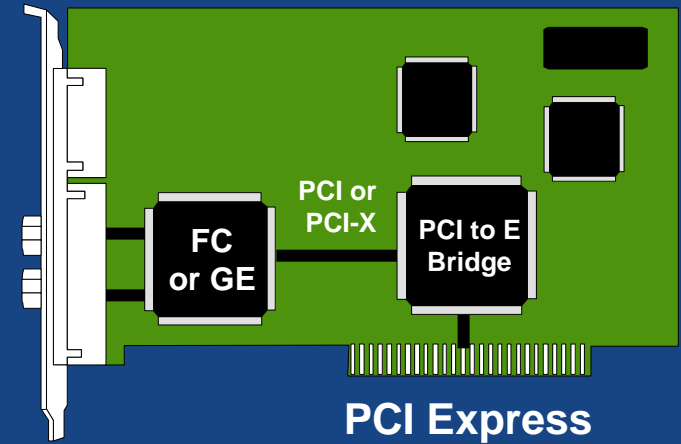 PCI or
PCI-X
FC
or GE
PCI to E
Bridge
PCI Express